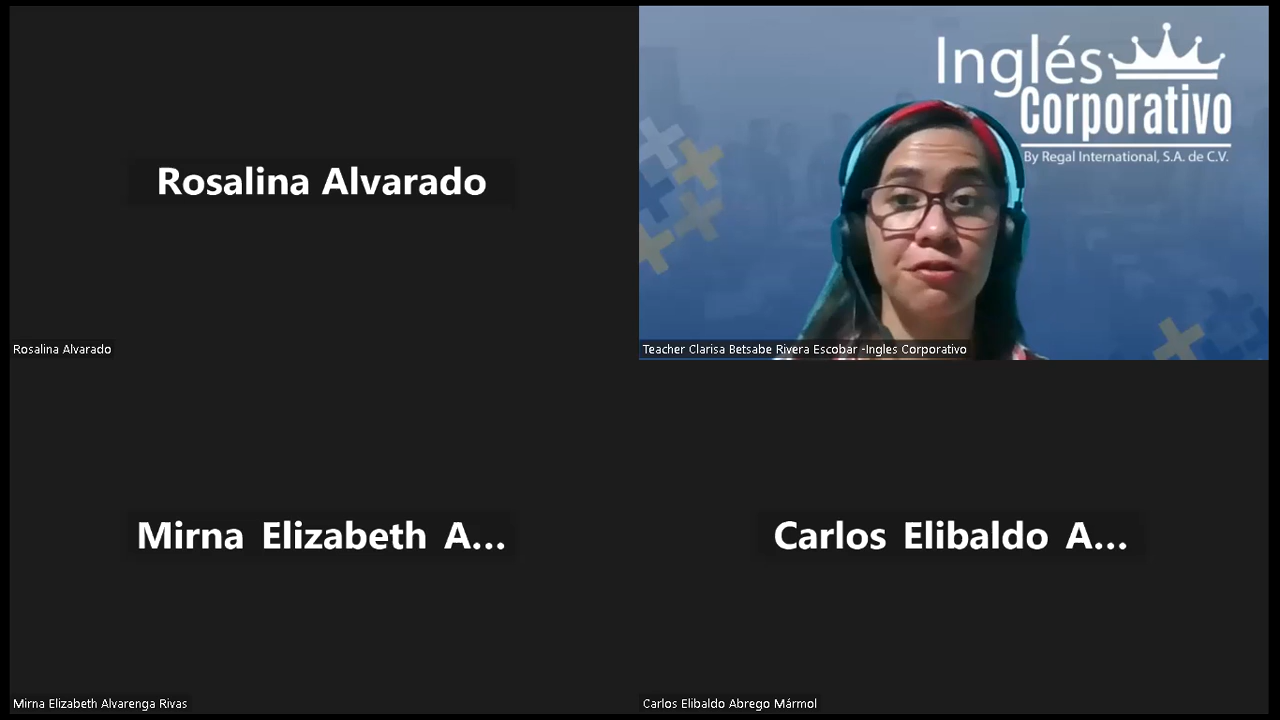 Rosalina Alvarado
Rosalina Alvarado
Inglés
Corporativo
By Regal International, S.A. de C.V.
Teacher Clarisa Betsabe Rivera Escobar -Ingles Corporativo
Mirna Elizabeth A...
Mirna Elizabeth Alvarenga Rivas
Carlos Elibaldo A...
Carlos Elibaldo Abrego Mármol